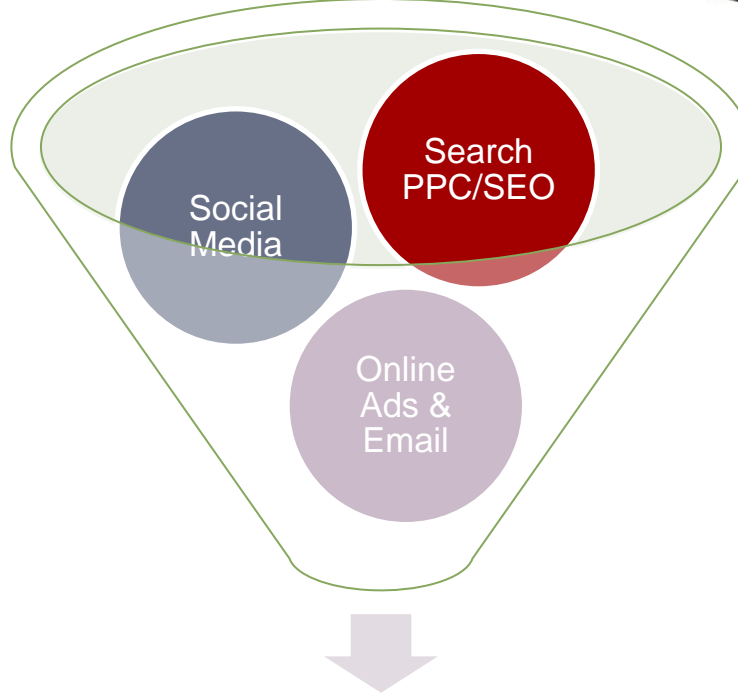 Search
PPC/SEO
Social
Media
Online
Ads &
Email